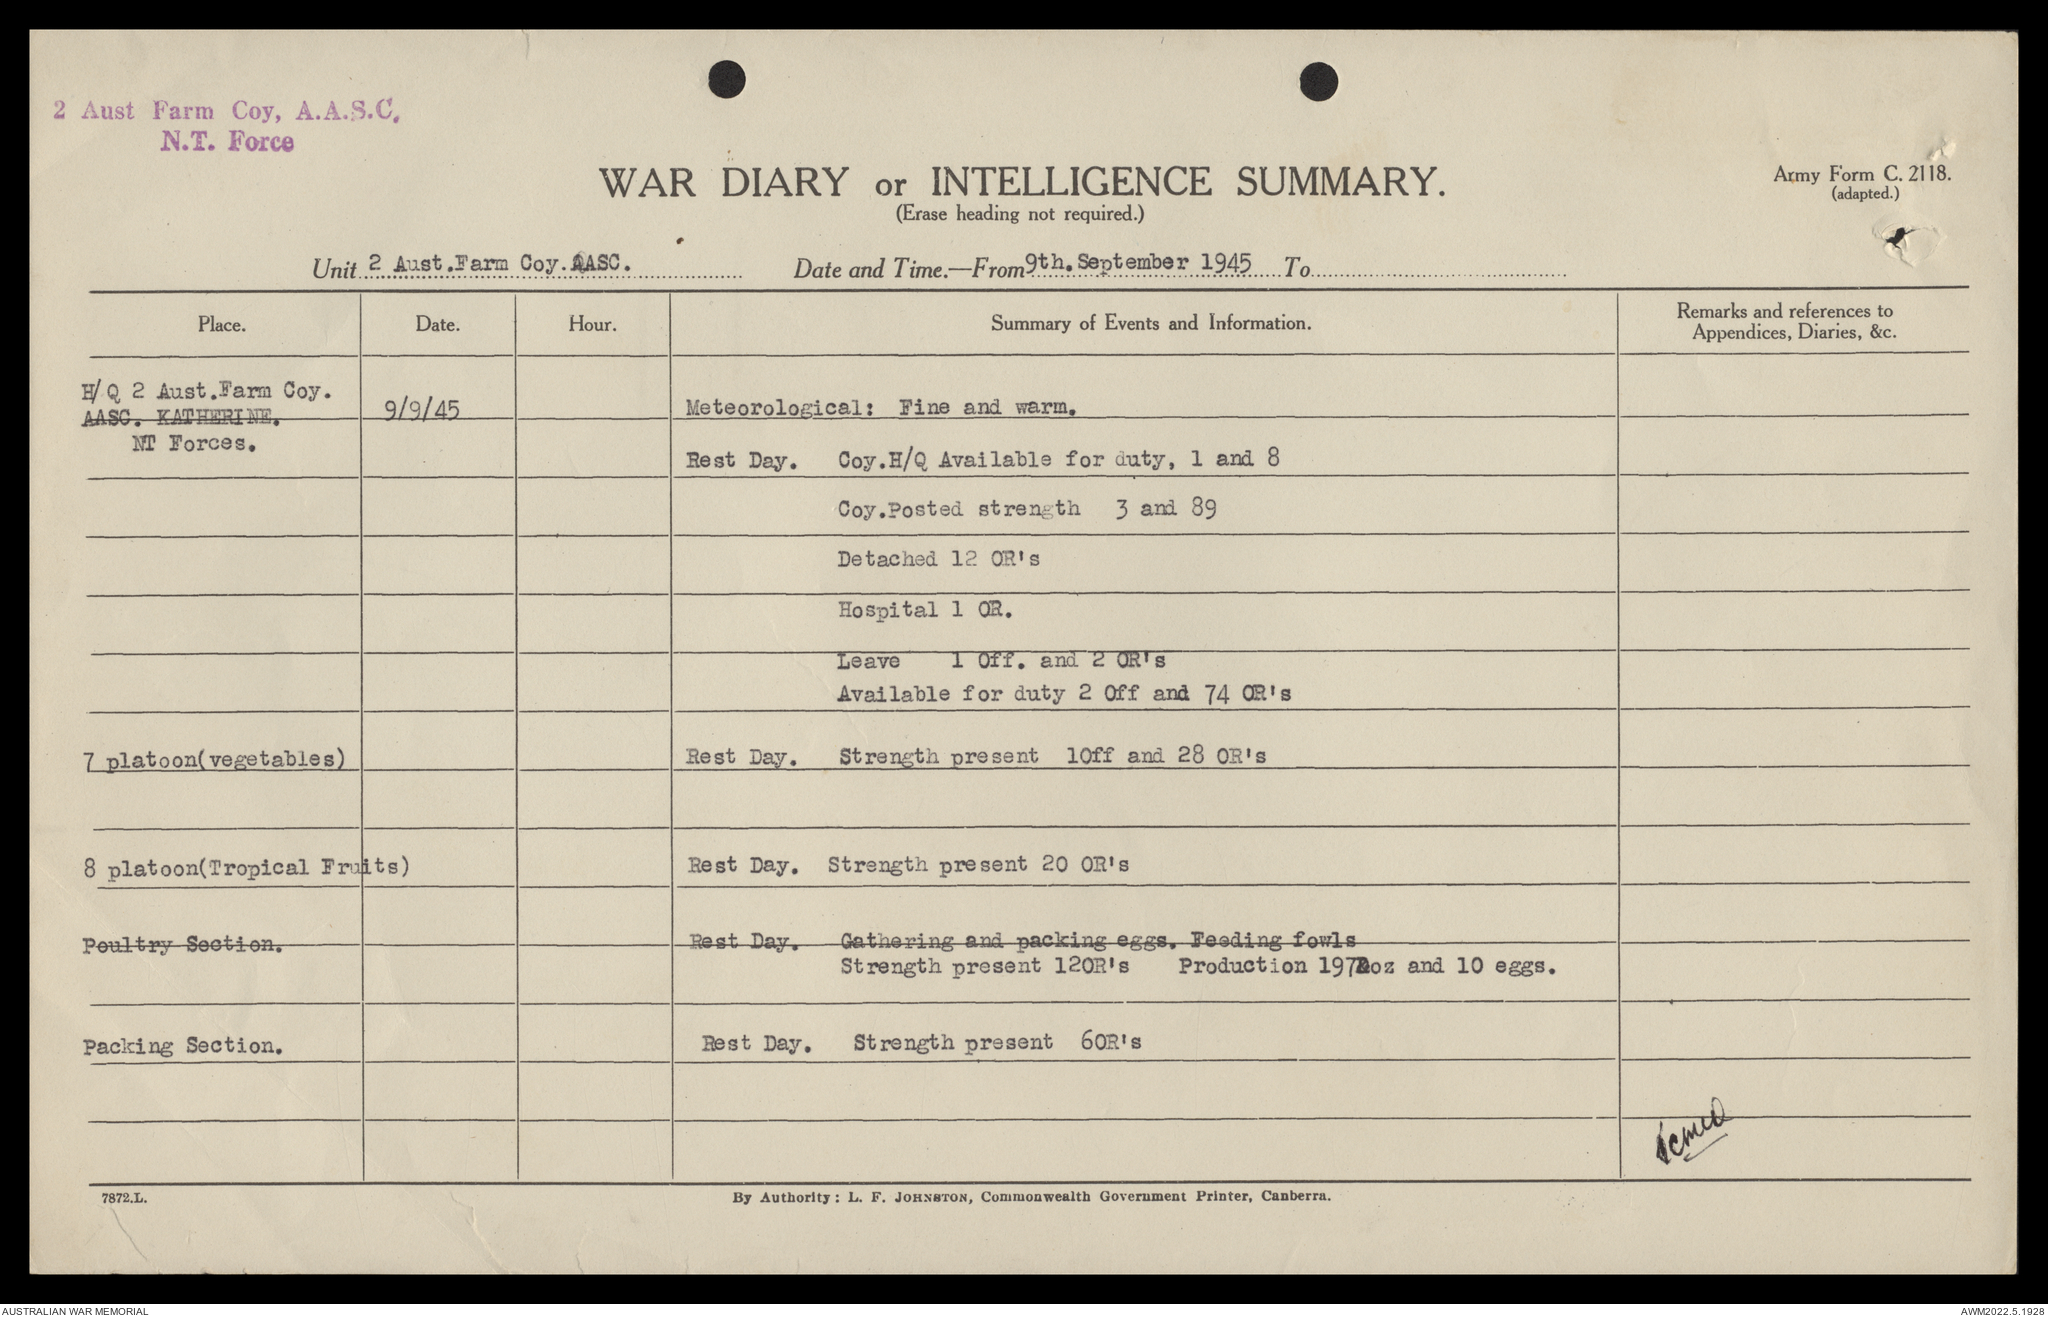 2 Aust Farm Coy, A.A.S.C.
N.T. Force
WAR DIARY or INTELLIGENCE SUMMARY.
(Erase heading not required.)
Army Form C. 2118.
(adapted.)
Unit 2 Aust.Farm Coy.AASC. Date and Time.—From 9th.September 1945 To
Place. Date. Hour. Summary of Events and Information. Remarks and references to Appendices, Diaries, &c.
H/Q 2 Aust.Farm Coy.
AASC. KATHERINE. 9/9/45 Meteorological: Fine and warm.
NT Forces.
Rest Day. Coy.H/Q Available for duty, 1 and 8
Coy.Posted strength 3 and 89
Detached 12 OR's
Hospital 1 OR.
Leave 1 Off. and 2 OR's
Available for duty 2 Off and 74 OR's
7 platoon(vegetables) Rest Day. Strength present 1Off and 28 OR's
8 platoon(Tropical Fruits) Rest Day. Strength present 20 OR's
Poultry Section. Rest Day. Gathering and packing eggs. Feeding fowls
Strength present 12OR's Production 197Doz and 10 eggs.
Packing Section. Rest Day. Strength present 6OR's
7872.L. By Authority: L. F. JOHNSTON, Commonwealth Government Printer, Canberra.
AUSTRALIAN WAR MEMORIAL AWM2022.5.1928